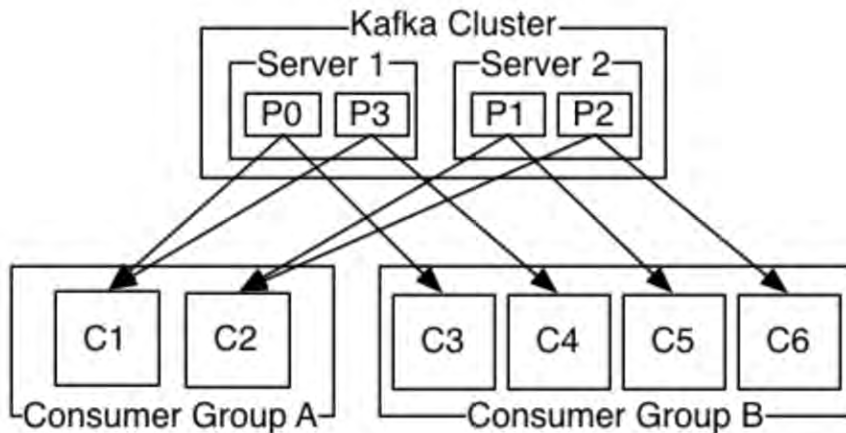 Kafka Cluster
Server 1 Server 2
P0 P3 P1 P2
C1 C2 C3 C4 C5 C6
Consumer Group A Consumer Group B